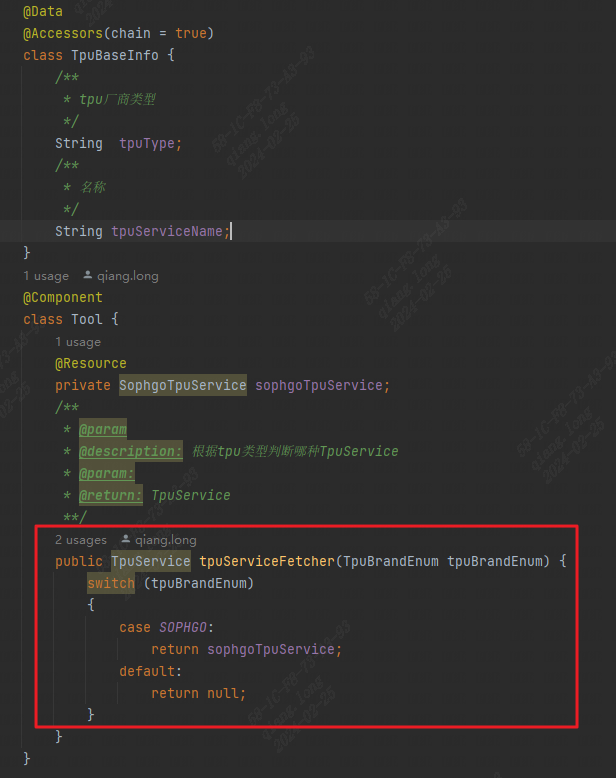 @Data
@Accessors(chain = true)
class TpuBaseInfo {
/**
* tpu厂商类型
*/
String tpuType;
/**
* 名称
*/
String tpuServiceName;
}
1 usage qiang.long
@Component
class Tool {
1 usage
@Resource
private SophgoTpuService sophgoTpuService;
/**
* @param
* @description: 根据tpu类型判断哪种TpuService
* @param:
* @return: TpuService
**/
2 usages qiang.long
public TpuService tpuServiceFetcher(TpuBrandEnum tpuBrandEnum) {
switch (tpuBrandEnum)
{
case SOPHGO:
return sophgoTpuService;
default:
return null;
}
}
}